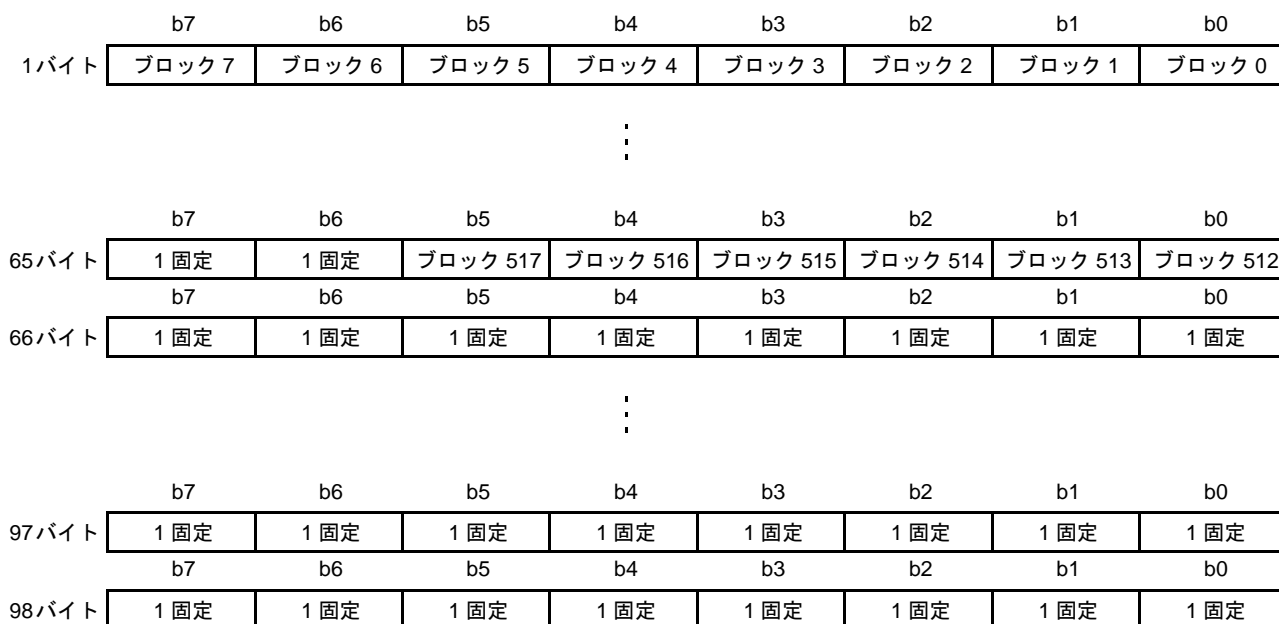 b7 b6 b5 b4 b3 b2 b1 b0
1バイト ブロック 7 ブロック 6 ブロック 5 ブロック 4 ブロック 3 ブロック 2 ブロック 1 ブロック 0
b7 b6 b5 b4 b3 b2 b1 b0
65バイト 1 固定 1 固定 ブロック 517 ブロック 516 ブロック 515 ブロック 514 ブロック 513 ブロック 512
b7 b6 b5 b4 b3 b2 b1 b0
66バイト 1 固定 1 固定 1 固定 1 固定 1 固定 1 固定 1 固定 1 固定
b7 b6 b5 b4 b3 b2 b1 b0
97バイト 1 固定 1 固定 1 固定 1 固定 1 固定 1 固定 1 固定 1 固定
b7 b6 b5 b4 b3 b2 b1 b0
98バイト 1 固定 1 固定 1 固定 1 固定 1 固定 1 固定 1 固定 1 固定